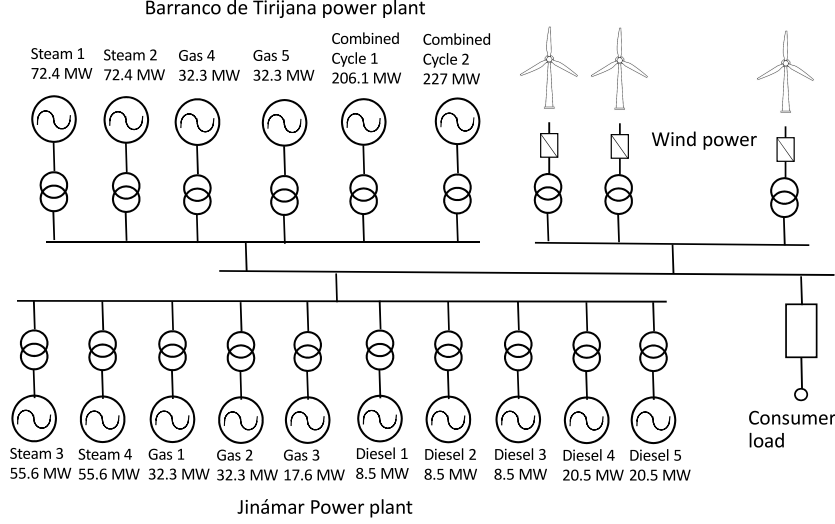 Barranco de Tirijana power plant
Steam 1
72.4 MW
Steam 2
72.4 MW
Gas 4
32.3 MW
Gas 5
32.3 MW
Combined
Cycle 1
206.1 MW
Combined
Cycle 2
227 MW
Wind power
Steam 3
55.6 MW
Steam 4
55.6 MW
Gas 1
32.3 MW
Gas 2
32.3 MW
Gas 3
17.6 MW
Diesel 1
8.5 MW
Diesel 2
8.5 MW
Diesel 3
8.5 MW
Diesel 4
20.5 MW
Diesel 5
20.5 MW
Consumer
load
Jinámar Power plant